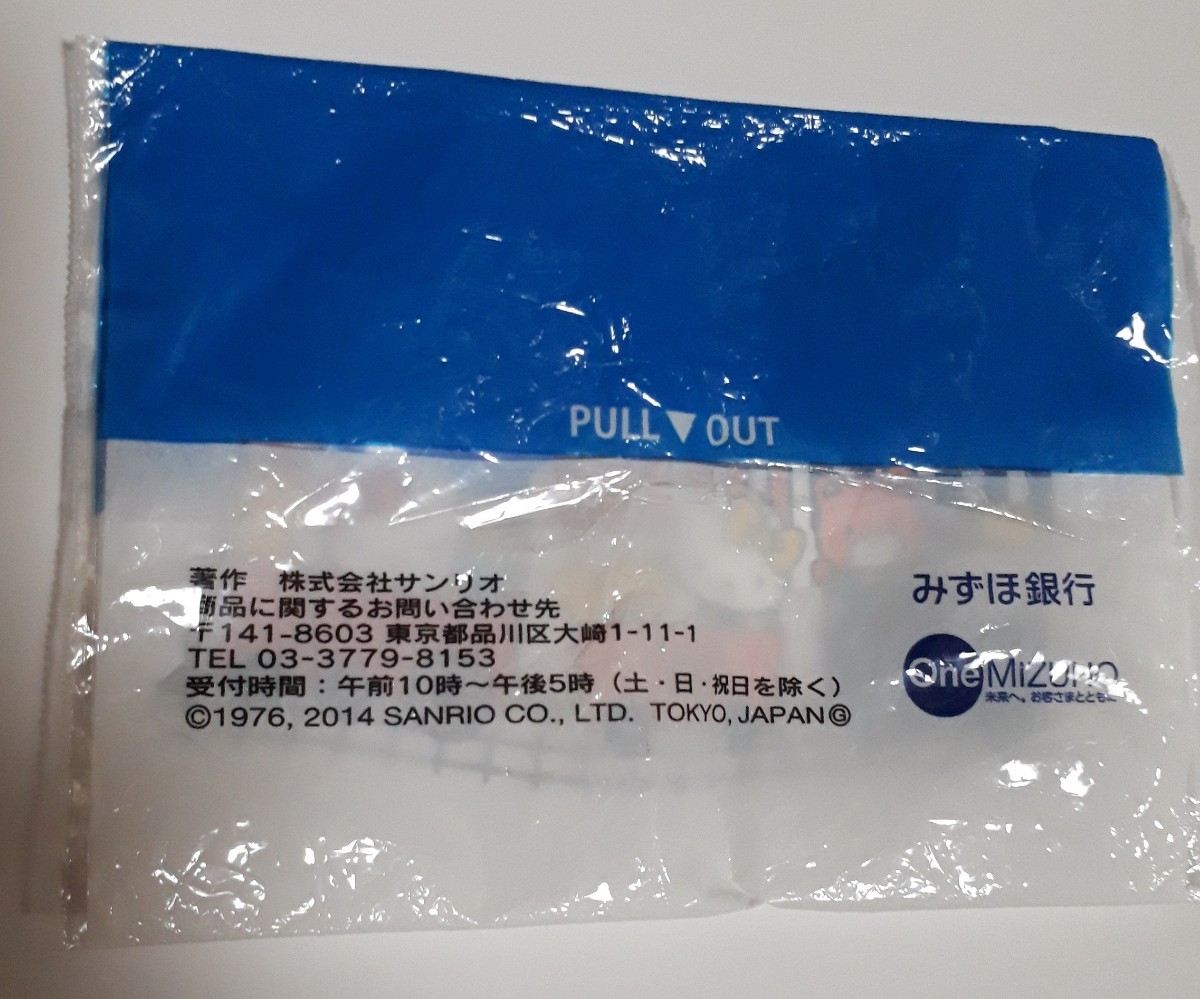 PULL▼OUT
著作　株式会社サンリオ
商品に関するお問い合わせ先
〒141-8603 東京都品川区大崎1-11-1
TEL 03-3779-8153
受付時間：午前10時～午後5時（土・日・祝日を除く）
©1976, 2014 SANRIO CO., LTD. TOKYO, JAPAN Ⓖ
みずほ銀行
One MIZUHO
未来へ。お客さまとともに